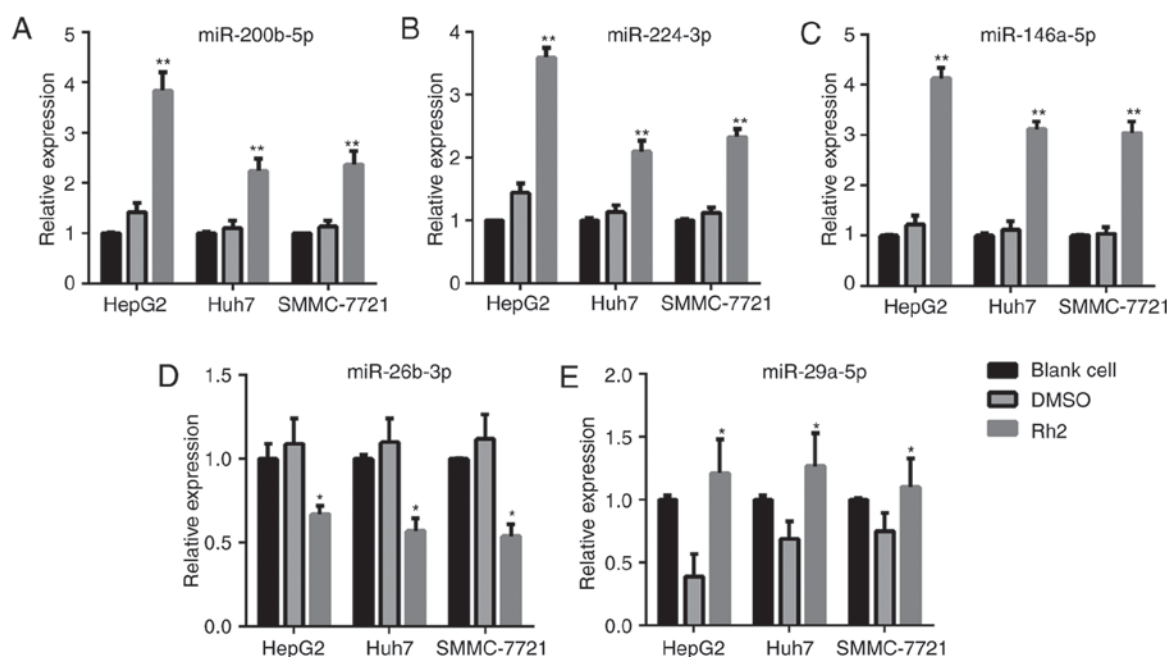 A
miR-200b-5p
Relative expression
5
4
3
2
1
0
**
**
**
HepG2
Huh7
SMMC-7721
B
miR-224-3p
Relative expression
4
3
2
1
0
**
**
**
HepG2
Huh7
SMMC-7721
C
miR-146a-5p
Relative expression
5
4
3
2
1
0
**
**
**
HepG2
Huh7
SMMC-7721
D
miR-26b-3p
Relative expression
1.5
1.0
0.5
0.0
*
*
*
HepG2
Huh7
SMMC-7721
E
miR-29a-5p
Relative expression
2.0
1.5
1.0
0.5
0.0
*
*
*
HepG2
Huh7
SMMC-7721
Blank cell
DMSO
Rh2